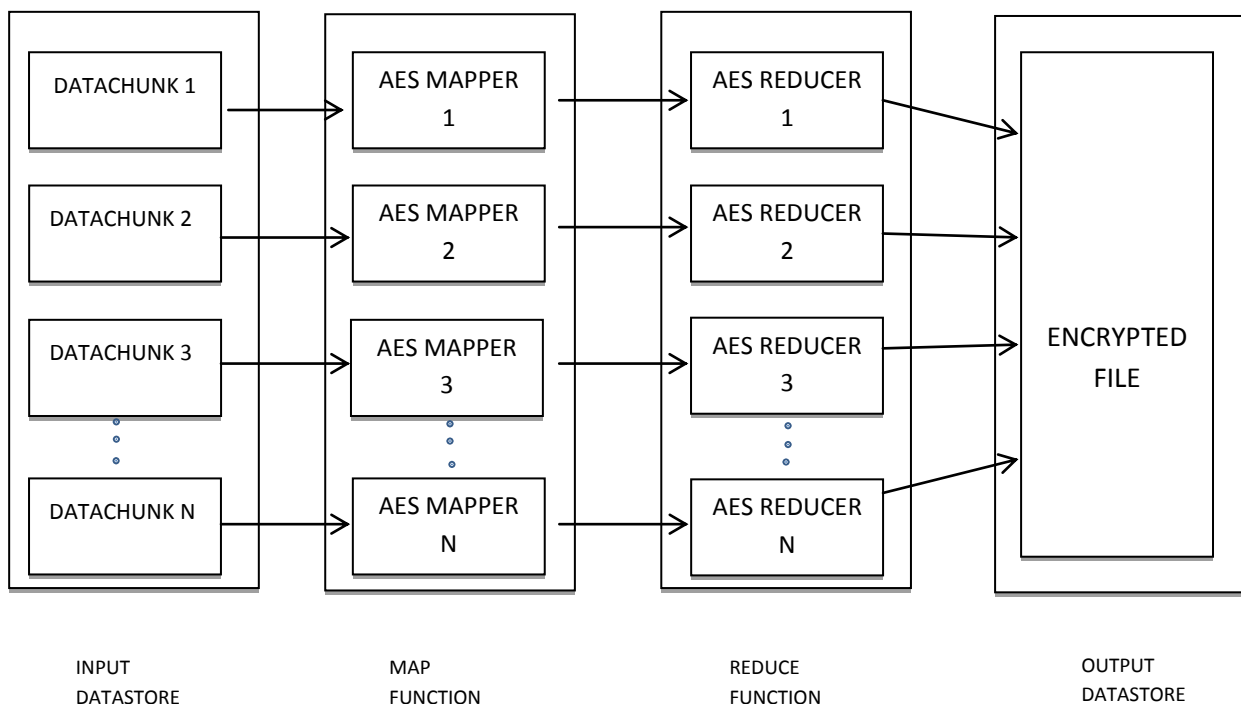 DATACHUNK 1
AES MAPPER
1
AES REDUCER
1
DATACHUNK 2
AES MAPPER
2
AES REDUCER
2
DATACHUNK 3
AES MAPPER
3
AES REDUCER
3
DATACHUNK N
AES MAPPER
N
AES REDUCER
N
ENCRYPTED
FILE
INPUT
DATASTORE
MAP
FUNCTION
REDUCE
FUNCTION
OUTPUT
DATASTORE